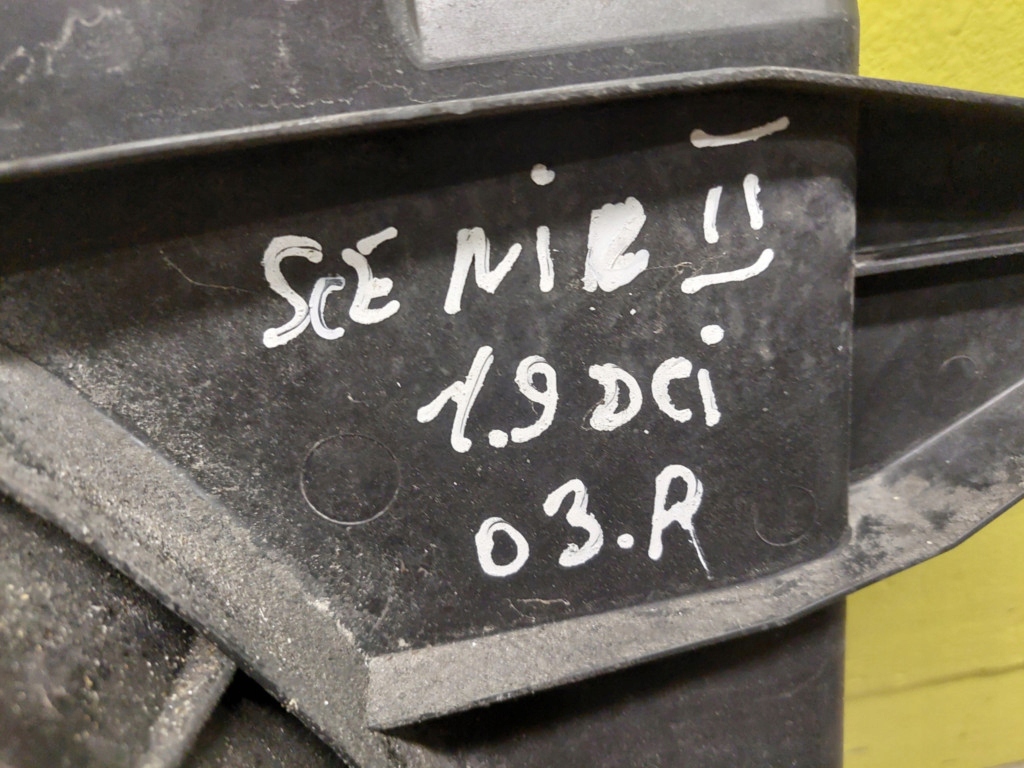 SCENIC II
1.9 DCi
03.R